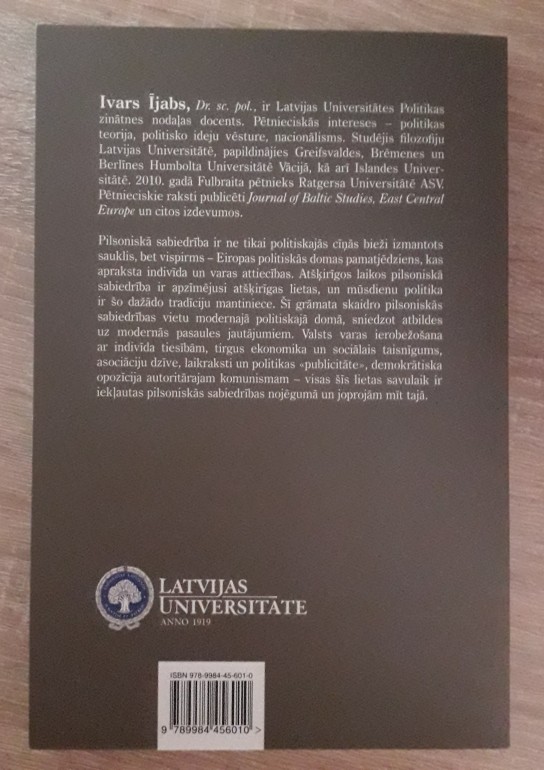 Ivars Ījabs, Dr. sc. pol., ir Latvijas Universitātes Politikas
zinātnes nodaļas docents. Pētnieciskās intereses – politikas
teorija, politisko ideju vēsture, nacionālisms. Studējis filozofiju
Latvijas Universitātē, papildinājies Greifsvaldes, Brēmenes un
Berlīnes Humbolta Universitātē Vācijā, kā arī Islandes Univer-
sitātē. 2010. gadā Fulbraita pētnieks Ratgersa Universitātē ASV.
Pētnieciskie raksti publicēti Journal of Baltic Studies, East Central
Europe un citos izdevumos.
Pilsoniskā sabiedrība ir ne tikai politiskajās cīņās bieži izmantots
sauklis, bet vispirms – Eiropas politiskās domas pamatjēdziens, kas
apraksta indivīda un varas attiecības. Atšķirīgos laikos pilsoniskā
sabiedrība ir apzīmējusi atšķirīgas lietas, un mūsdienu politika
ir šo dažādo tradīciju mantiniece. Šī grāmata skaidro pilsoniskās
sabiedrības vietu modernajā politiskajā domā, sniedzot atbildes
uz modernās pasaules jautājumiem. Valsts varas ierobežošana
ar indivīda tiesībām, tirgus ekonomika un sociālais taisnīgums,
asociāciju dzīve, laikraksti un politikas «publicitāte», demokrātiska
opozīcija autoritārajam komunismam – visas šīs lietas savulaik ir
iekļautas pilsoniskās sabiedrības nojēgumā un joprojām mīt tajā.
LATVIJAS
UNIVERSITĀTE
ANNO 1919
ISBN 978-9984-45-601-0
9 789984 456010 >